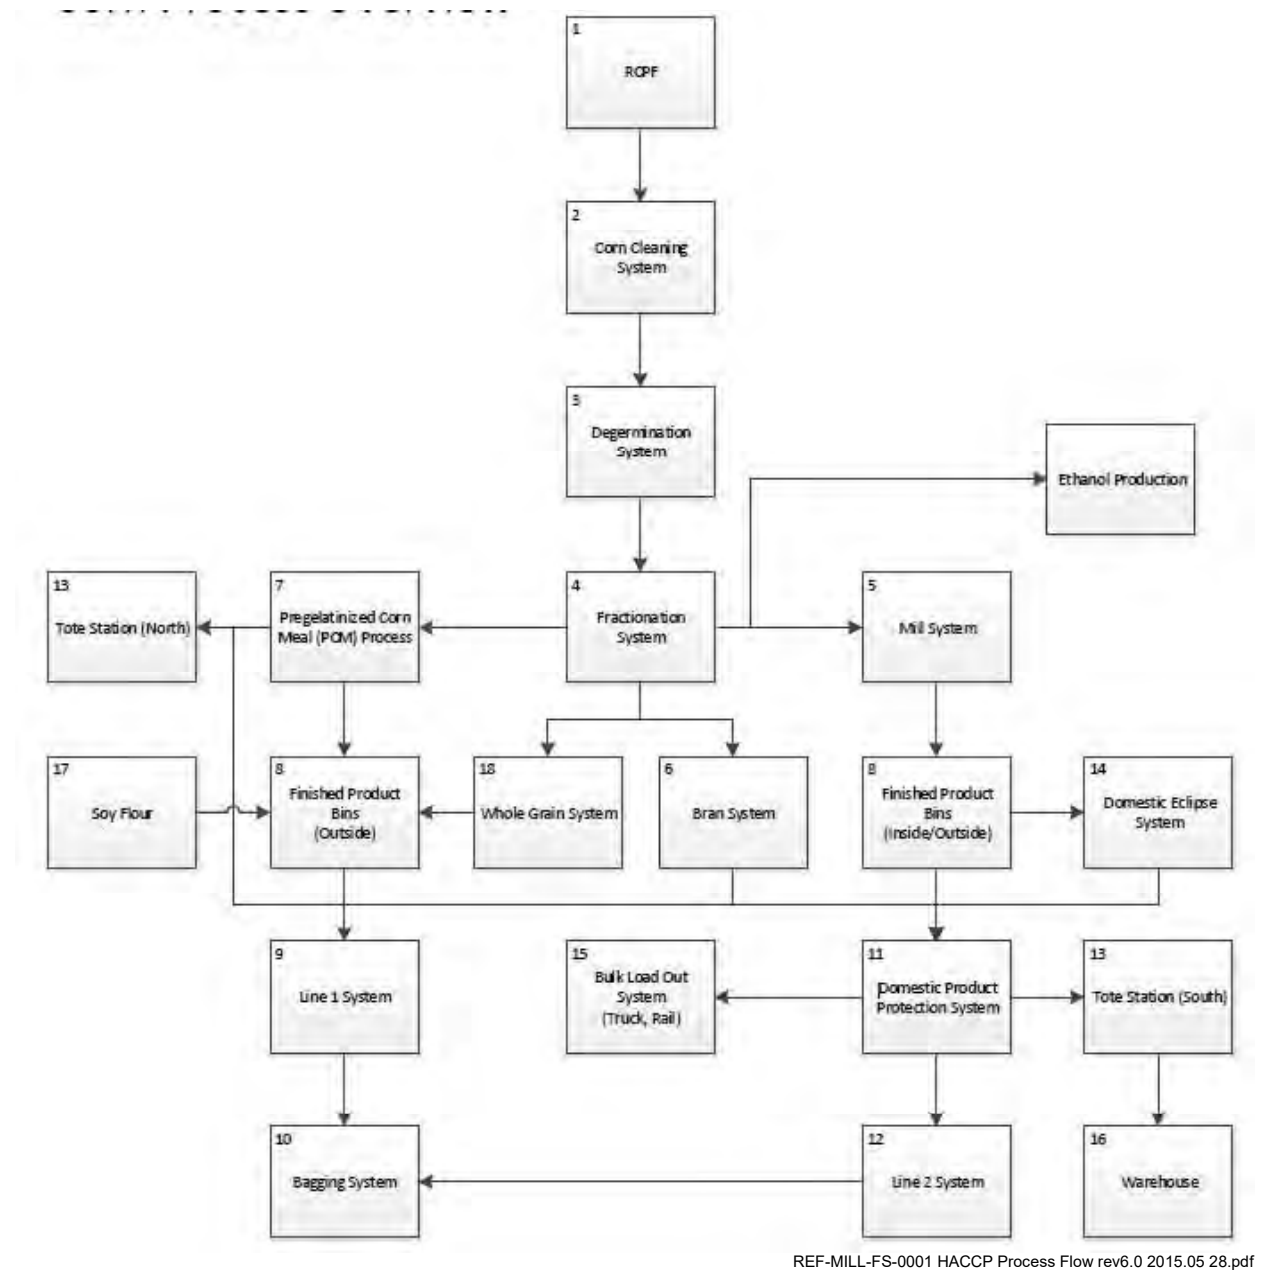 1
RCPF
2
Corn Cleaning
System
3
Degermination
System
Ethanol Production
13
Tote Station (North)
7
Pregelatinized Corn
Meal (PCM) Process
4
Fractionation
System
5
Mill System
17
Soy Flour
8
Finished Product
Bins
(Outside)
18
Whole Grain System
6
Bran System
8
Finished Product
Bins
(Inside/Outside)
14
Domestic Eclipse
System
9
Line 1 System
15
Bulk Load Out
System
(Truck, Rail)
11
Domestic Product
Protection System
13
Tote Station (South)
10
Bagging System
12
Line 2 System
16
Warehouse
REF-MILL-FS-0001 HACCP Process Flow rev6.0 2015.05 28.pdf